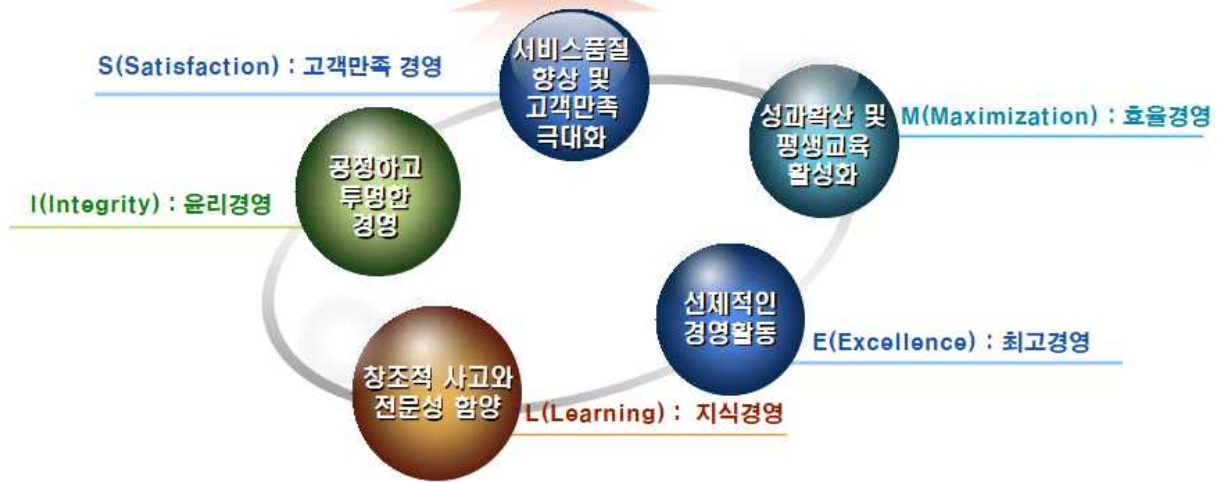 S(Satisfaction) : 고객만족 경영
서비스품질
향상 및
고객만족
극대화
성과확산 및
평생교육
활성화
M(Maximization) : 효율경영
공정하고
투명한
경영
I(Integrity) : 윤리경영
선제적인
경영활동
E(Excellence) : 최고경영
창조적 사고와
전문성 함양
L(Learning) : 지식경영